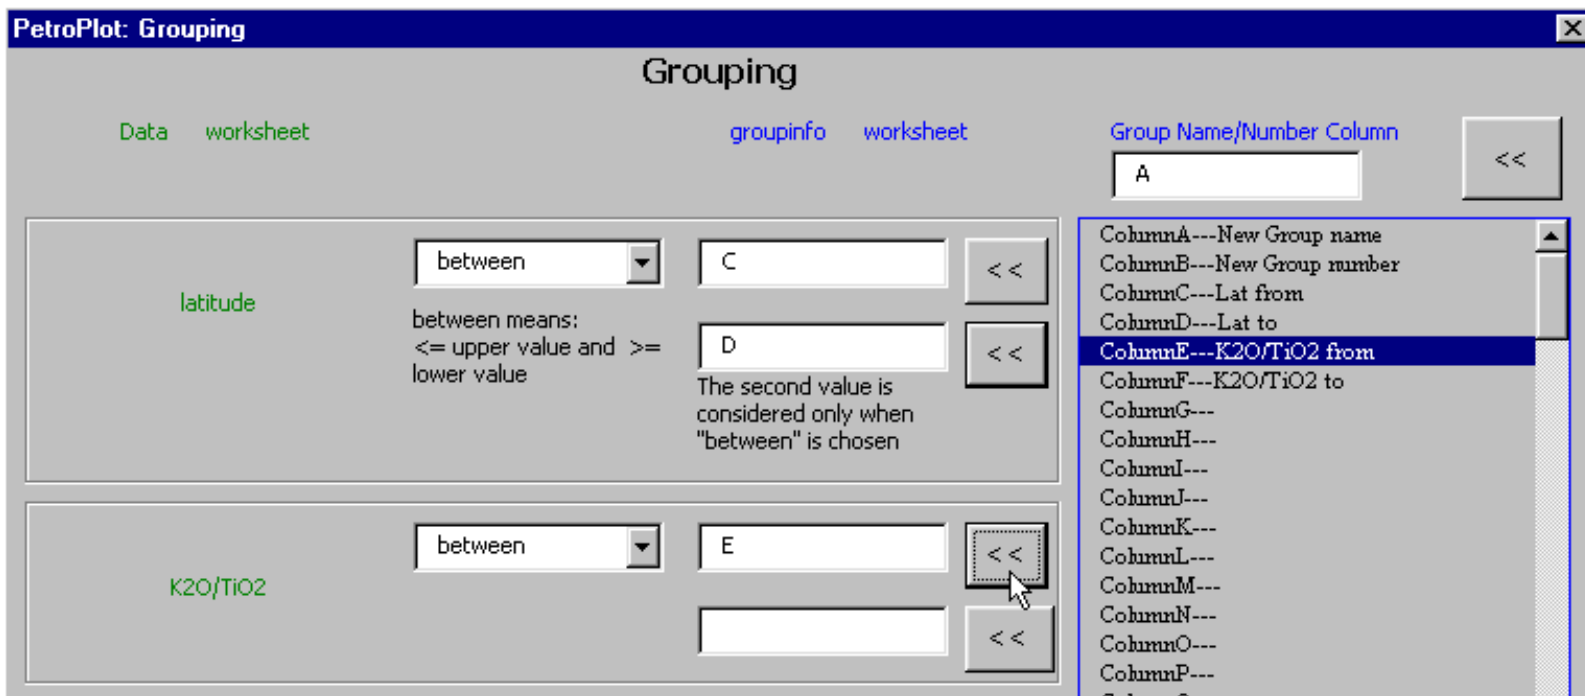 PetroPlot: Grouping
Grouping
Data worksheet
groupinfo worksheet
Group Name/Number Column
A
<<
latitude
between
between means:
<= upper value and >=
lower value
C
<<
D
<<
The second value is
considered only when
"between" is chosen
K2O/TiO2
between
E
<<
<<
ColumnA---New Group name
ColumnB---New Group number
ColumnC---Lat from
ColumnD---Lat to
ColumnE---K2O/TiO2 from
ColumnF---K2O/TiO2 to
ColumnG---
ColumnH---
ColumnI---
ColumnJ---
ColumnK---
ColumnL---
ColumnM---
ColumnN---
ColumnO---
ColumnP---